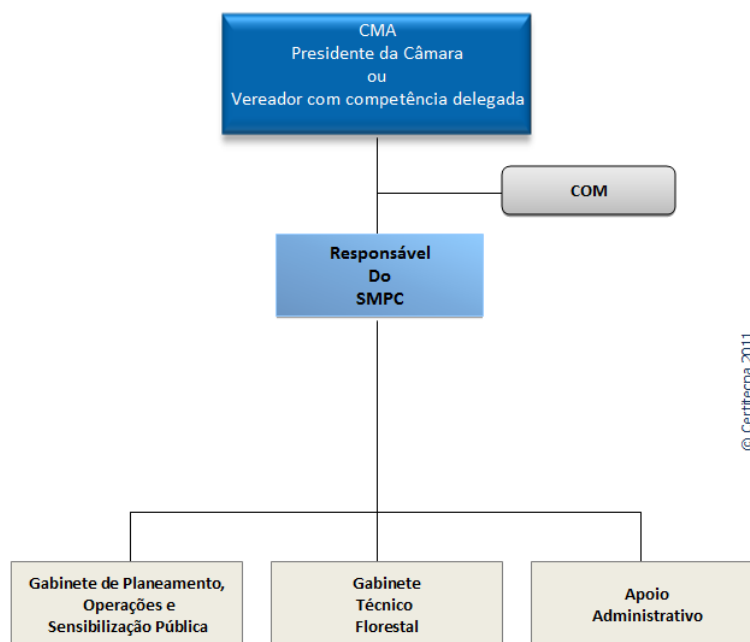 CMA
Presidente da Câmara
ou
Vereador com competência delegada
COM
Responsável
Do
SMPC
© Certitecna 2011
Gabinete de Planeamento,
Operações e
Sensibilização Pública
Gabinete
Técnico
Florestal
Apoio
Administrativo